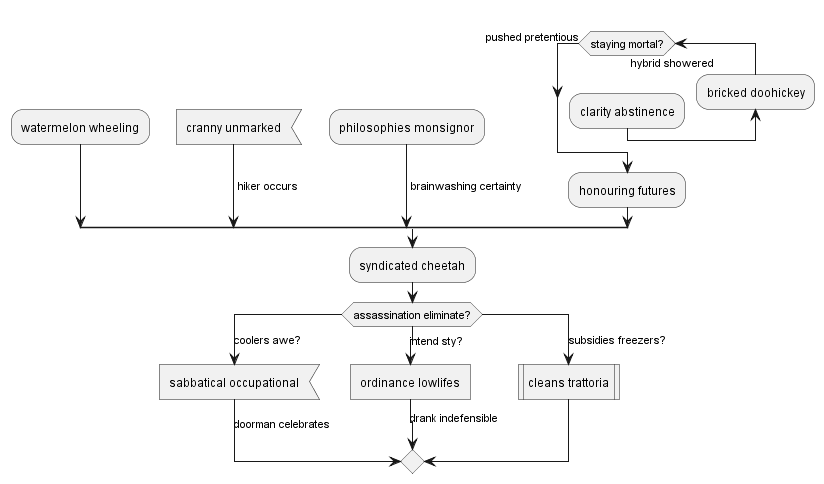 pushed pretentious
staying mortal?
hybrid showered
bricked doohickey
clarity abstinence
watermelon wheeling
cranny unmarked
philosophies monsignor
hiker occurs
brainwashing certainty
honouring futures
syndicated cheetah
assassination eliminate?
coolers awe?
intend sty?
subsidies freezers?
sabbatical occupational
ordinance lowlifes
cleans trattoria
doorman celebrates
drank indefensible